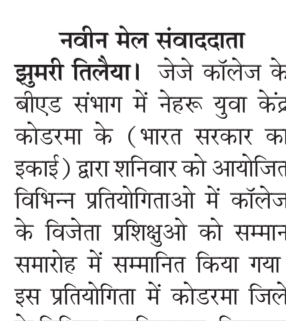 नवीन मेल संवाददाता
झुमरी तिलैया। जेजे कॉलेज के
बीएड संभाग में नेहरू युवा केंद्र
कोडरमा के (भारत सरकार का
इकाई) द्वारा शनिवार को आयोजित
विभिन्न प्रतियोगिताओ में कॉलेज
के विजेता प्रशिक्षुओ को सम्मान
समारोह में सम्मानित किया गया
इस प्रतियोगिता में कोडरमा जिले